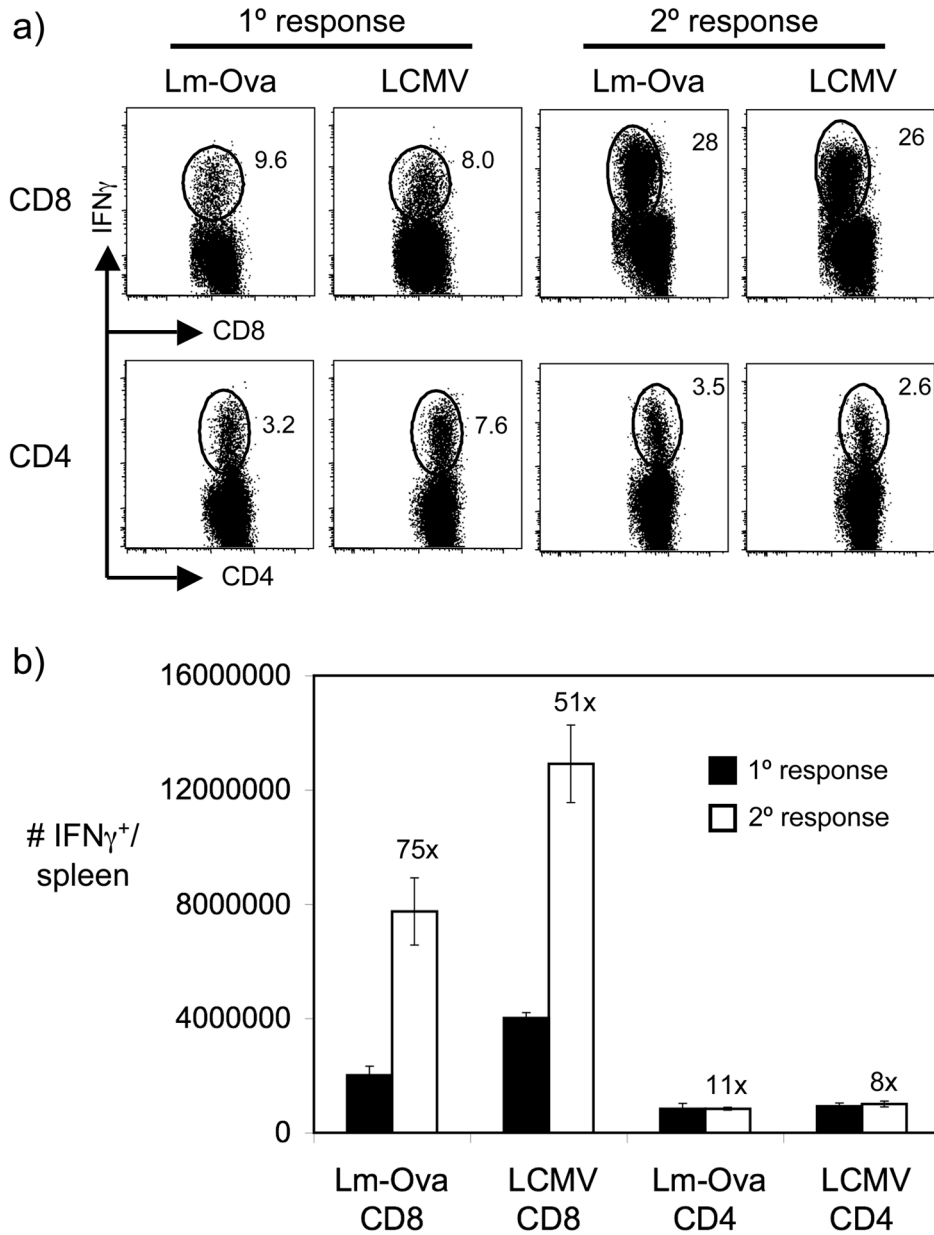 a)
1º response 2º response
Lm-Ova LCMV Lm-Ova LCMV
CD8
IFNγ
9.6 8.0 28 26
CD8
CD4
3.2 7.6 3.5 2.6
CD4
b)
16000000
12000000
8000000
4000000
0
# IFNγ⁺/
spleen
75x
51x
11x
8x
1º response
2º response
Lm-Ova LCMV Lm-Ova LCMV
CD8 CD8 CD4 CD4